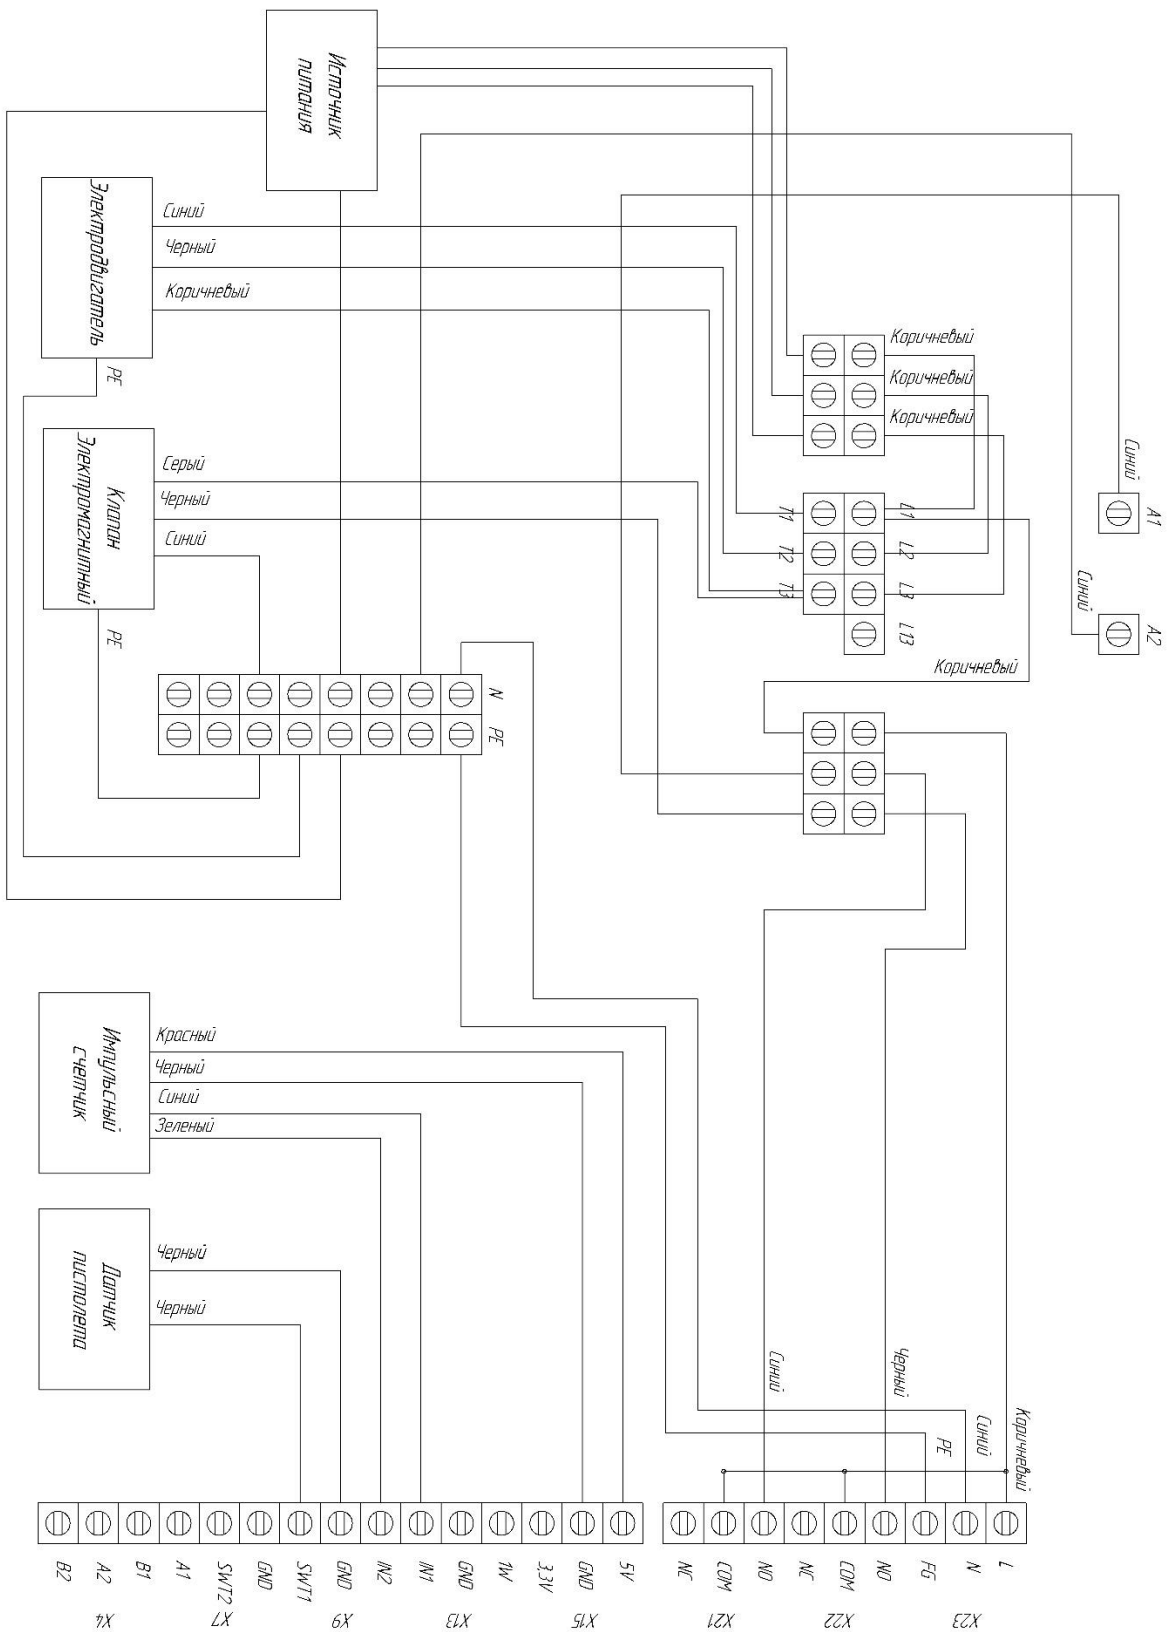 Источник
питания
Электродвигатель
Синий
Черный
Коричневый
PE
Клапан
Электромагнитный
Серый
Черный
Синий
PE
Коричневый
Коричневый
Коричневый
T1
T2
T3
L1
L2
L3
L13
Синий
A1
Синий
A2
Коричневый
N
PE
Импульсный
счетчик
Красный
Черный
Синий
Зеленый
Датчик
пистолета
Черный
Черный
Синий
Черный
PE
Синий
Коричневый
B2
A2
B1
A1
SWT2
GND
SWT1
GND
IN2
IN1
GND
1W
3.3V
GND
5V
NC
COM
NO
NC
COM
NO
FG
N
L
X4
X7
X9
X13
X15
X21
X22
X23